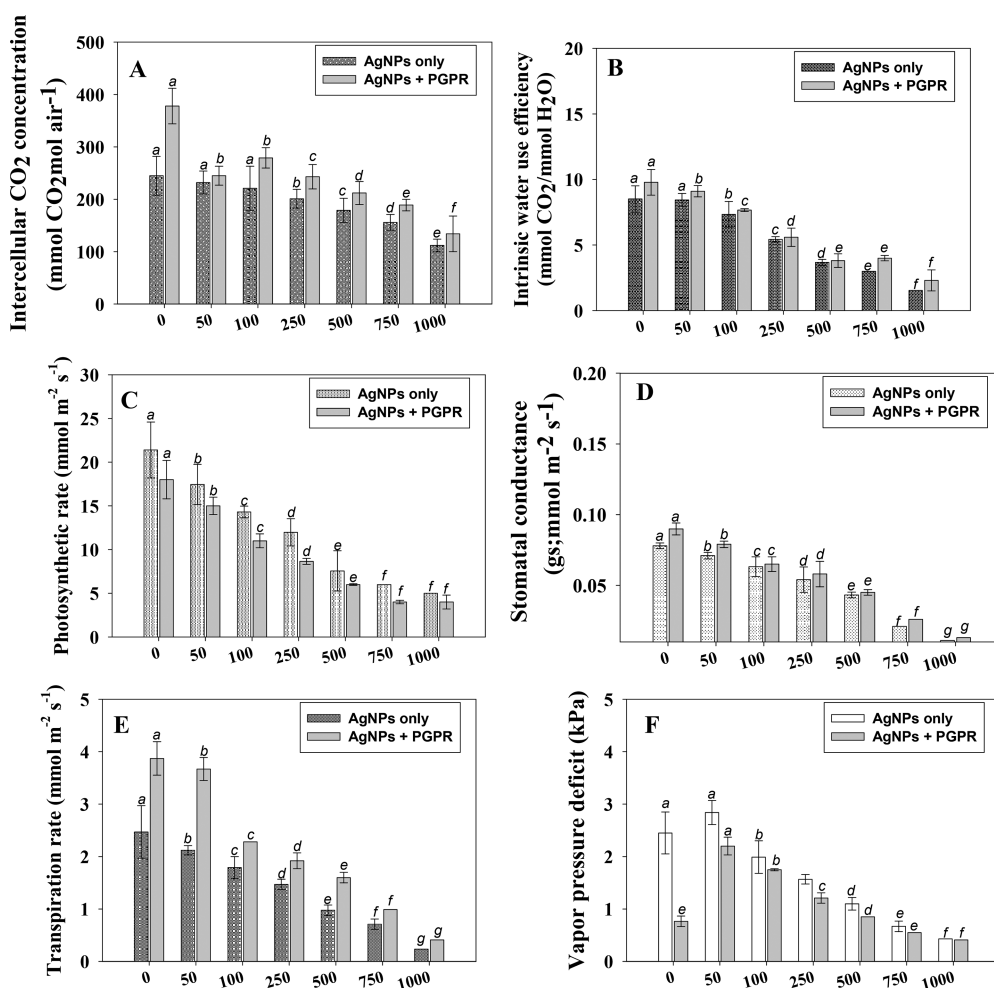 Intercellular CO2 concentration
(mmol CO2mol air-1)
500
400
300
200
100
0
A
AgNPs only
AgNPs + PGPR
a
a
a
b
a
b
b
c
c
d
d
e
e
f
0
50
100
250
500
750
1000
Intrinsic water use efficiency
(mmol CO2/mmol H2O)
20
15
10
5
0
B
AgNPs only
AgNPs + PGPR
a
a
a
b
b
c
c
d
d
e
e
f
f
f
0
50
100
250
500
750
1000
Photosynthetic rate (mmol m-2 s-1)
30
25
20
15
10
5
0
C
AgNPs only
AgNPs + PGPR
a
a
b
b
c
c
d
d
e
e
f
f
f
f
0
50
100
250
500
750
1000
Stomatal conductance
(gs;mmol m-2 s-1)
0.20
0.15
0.10
0.05
D
AgNPs only
AgNPs + PGPR
a
a
b
b
c
c
d
d
e
e
f
f
g
g
0
50
100
250
500
750
1000
Transpiration rate (mmol m-2 s-1)
5
4
3
2
1
0
E
AgNPs only
AgNPs + PGPR
a
a
b
b
c
c
d
d
e
e
f
f
g
g
0
50
100
250
500
750
1000
Vapor pressure deficit (kPa)
5
4
3
2
1
0
F
AgNPs only
AgNPs + PGPR
a
e
a
a
b
b
c
d
d
e
e
f
f
0
50
100
250
500
750
1000